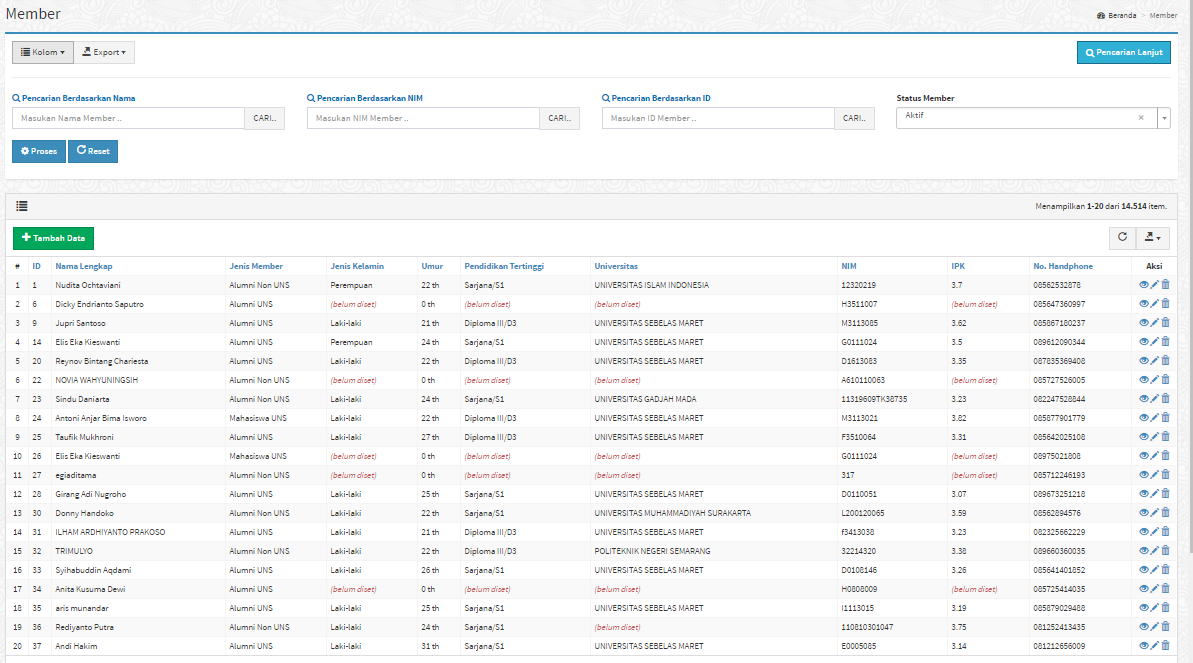 Member
Beranda > Member
Kolom Export Pencarian Lanjut
Pencarian Berdasarkan Nama Pencarian Berdasarkan NIM Pencarian Berdasarkan ID Status Member
Masukan Nama Member .. CARI.. Masukan NIM Member .. CARI.. Masukan ID Member .. CARI.. Aktif ×
Proses Reset
Menampilkan 1-20 dari 14.514 item.
Tambah Data
# ID Nama Lengkap Jenis Member Jenis Kelamin Umur Pendidikan Tertinggi Universitas NIM IPK No. Handphone Aksi
1 1 Nudita Ochtaviani Alumni Non UNS Perempuan 22 th Sarjana/S1 UNIVERSITAS ISLAM INDONESIA 12320219 3.7 08562532878
2 6 Dicky Endrianto Saputro Alumni UNS (belum diset) 0 th (belum diset) (belum diset) H3511007 (belum diset) 085647360997
3 9 Jupri Santoso Alumni UNS Laki-laki 21 th Diploma III/D3 UNIVERSITAS SEBELAS MARET M3113085 3.62 085867180237
4 14 Elis Eka Kieswanti Alumni UNS Perempuan 24 th Sarjana/S1 UNIVERSITAS SEBELAS MARET G0111024 3.5 089612090344
5 20 Reynov Bintang Chariesta Alumni UNS Laki-laki 22 th Diploma III/D3 UNIVERSITAS SEBELAS MARET D1613083 3.35 087835369408
6 22 NOVIA WAHYUNINGSIH Alumni Non UNS (belum diset) 0 th (belum diset) (belum diset) A610110063 (belum diset) 085727526005
7 23 Sindu Daniarta Alumni Non UNS Laki-laki 24 th Sarjana/S1 UNIVERSITAS GADJAH MADA 11319609TK38735 3.23 082247528844
8 24 Antoni Anjar Bima Isworo Mahasiswa UNS Laki-laki 22 th Diploma III/D3 UNIVERSITAS SEBELAS MARET M3113021 3.82 085877901779
9 25 Taufik Mukhroni Alumni UNS Laki-laki 27 th Diploma III/D3 UNIVERSITAS SEBELAS MARET F3510064 3.31 085642025108
10 26 Elis Eka Kieswanti Mahasiswa UNS (belum diset) 0 th (belum diset) (belum diset) G0111024 (belum diset) 08975021808
11 27 egiaditama Alumni Non UNS (belum diset) 0 th (belum diset) (belum diset) 317 (belum diset) 085712246193
12 28 Girang Adi Nugroho Alumni UNS Laki-laki 25 th Sarjana/S1 UNIVERSITAS SEBELAS MARET D0110051 3.07 089673251218
13 30 Donny Handoko Alumni Non UNS Laki-laki 22 th Sarjana/S1 UNIVERSITAS MUHAMMADIYAH SURAKARTA L200120065 3.59 08562894576
14 31 ILHAM ARDHIYANTO PRAKOSO Alumni UNS Laki-laki 21 th Diploma III/D3 UNIVERSITAS SEBELAS MARET f3413038 3.23 082325662229
15 32 TRIMULYO Alumni Non UNS Laki-laki 22 th Diploma III/D3 POLITEKNIK NEGERI SEMARANG 32214320 3.38 089660360035
16 33 Syihabuddin Aqdami Alumni UNS Laki-laki 26 th Sarjana/S1 UNIVERSITAS SEBELAS MARET D0108146 3.26 085641401852
17 34 Anita Kusuma Dewi Alumni UNS (belum diset) 0 th (belum diset) (belum diset) H0808009 (belum diset) 085725414035
18 35 aris munandar Alumni UNS Laki-laki 25 th Sarjana/S1 UNIVERSITAS SEBELAS MARET I1113015 3.19 085879029488
19 36 Rediyanto Putra Alumni Non UNS Laki-laki 24 th Sarjana/S1 (belum diset) 110810301047 3.75 081252413435
20 37 Andi Hakim Alumni UNS Laki-laki 31 th Sarjana/S1 UNIVERSITAS SEBELAS MARET E0005085 3.14 081212656009